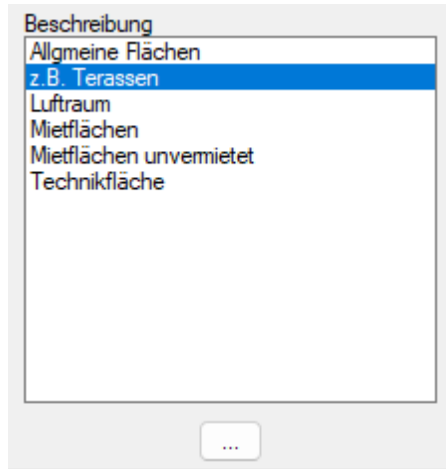 Beschreibung
Allgmeine Flächen
z.B. Terassen
Luftraum
Mietflächen
Mietflächen unvermietet
Technikfläche
...